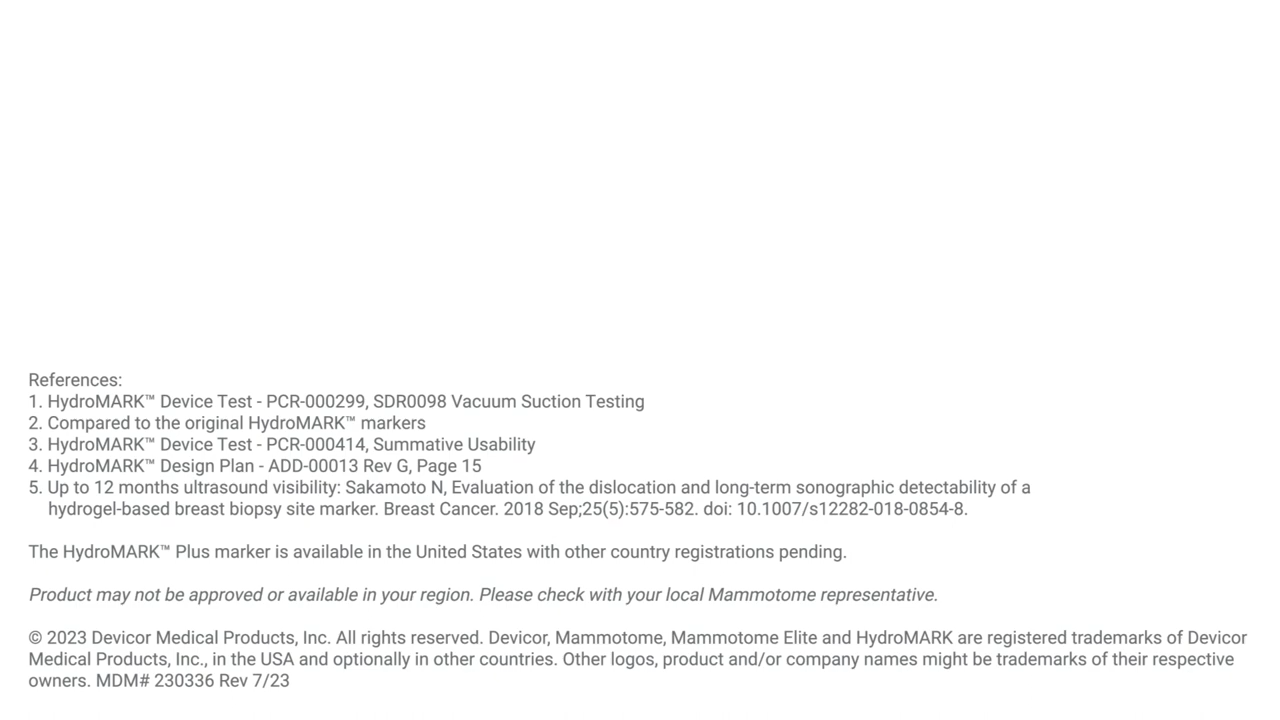 References:
1. HydroMARK™ Device Test - PCR-000299, SDR0098 Vacuum Suction Testing
2. Compared to the original HydroMARK™ markers
3. HydroMARK™ Device Test - PCR-000414, Summative Usability
4. HydroMARK™ Design Plan - ADD-00013 Rev G, Page 15
5. Up to 12 months ultrasound visibility: Sakamoto N, Evaluation of the dislocation and long-term sonographic detectability of a
hydrogel-based breast biopsy site marker. Breast Cancer. 2018 Sep;25(5):575-582. doi: 10.1007/s12282-018-0854-8.
The HydroMARK™ Plus marker is available in the United States with other country registrations pending.
Product may not be approved or available in your region. Please check with your local Mammotome representative.
© 2023 Devicor Medical Products, Inc. All rights reserved. Devicor, Mammotome, Mammotome Elite and HydroMARK are registered trademarks of Devicor
Medical Products, Inc., in the USA and optionally in other countries. Other logos, product and/or company names might be trademarks of their respective
owners. MDM# 230336 Rev 7/23